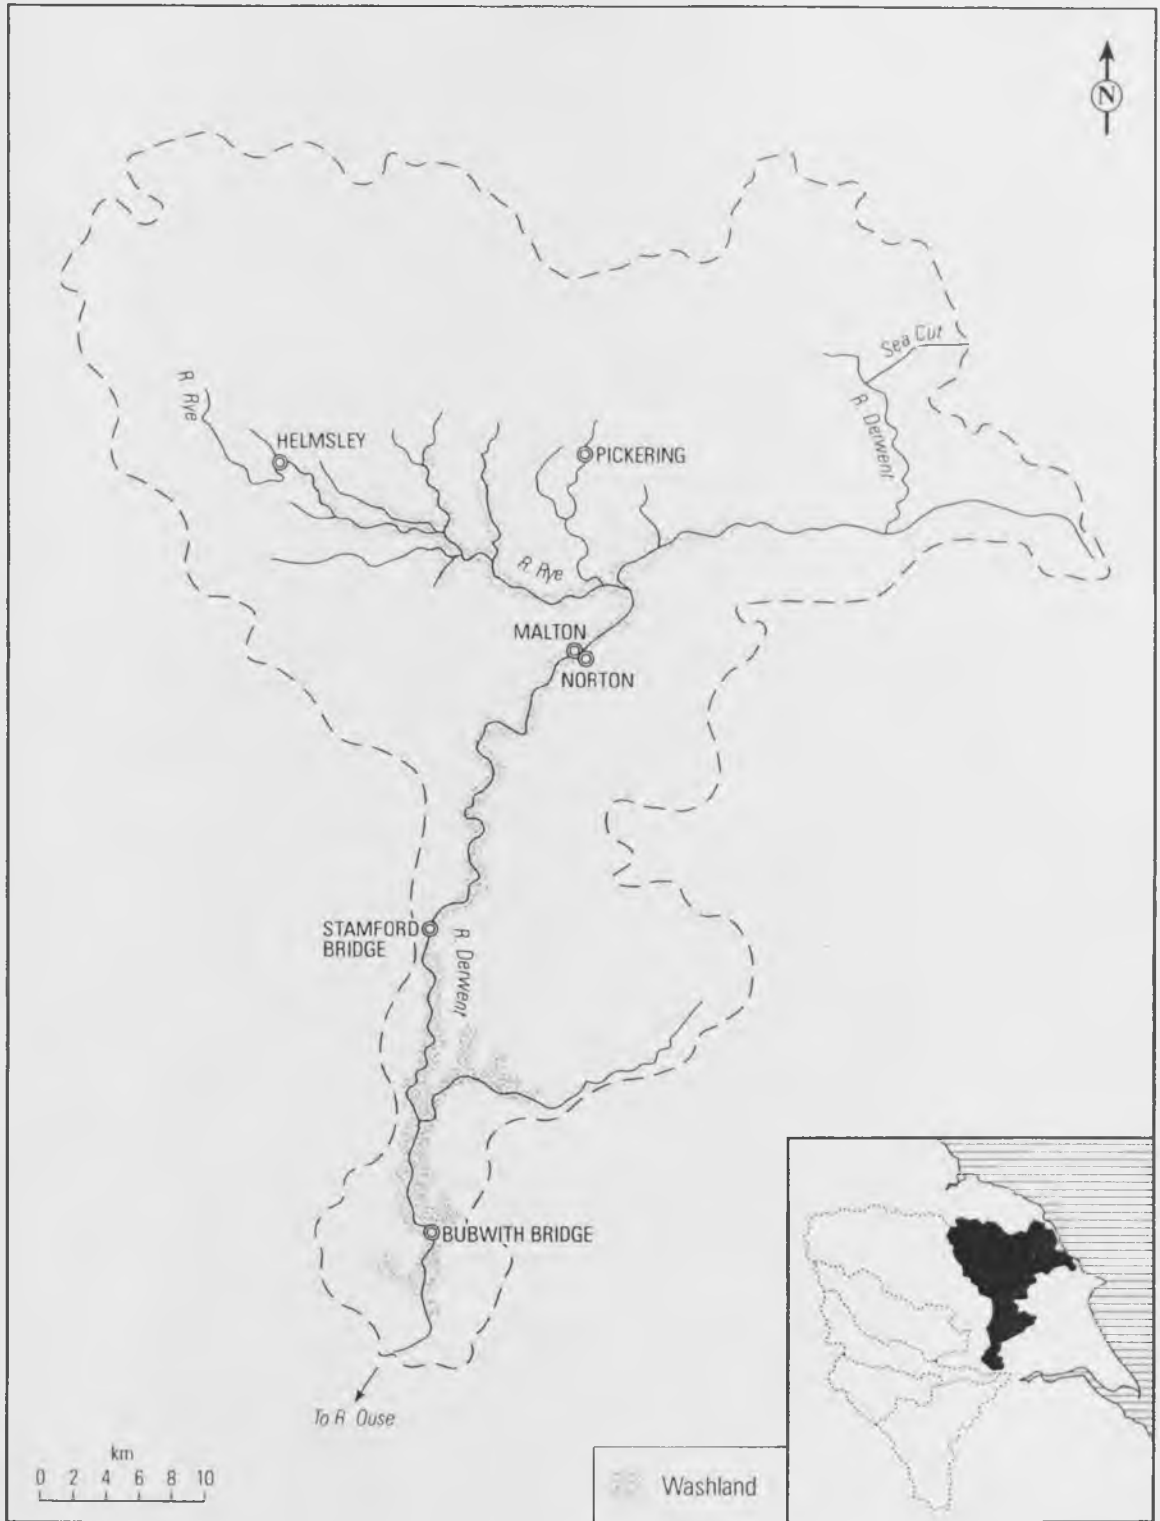 N
Sea Cut
R. Rye
R. Derwent
HELMSLEY
PICKERING
R. Rye
MALTON
NORTON
STAMFORD
BRIDGE
R. Derwent
BUBWITH BRIDGE
To R Ouse
km
0 2 4 6 8 10
Washland